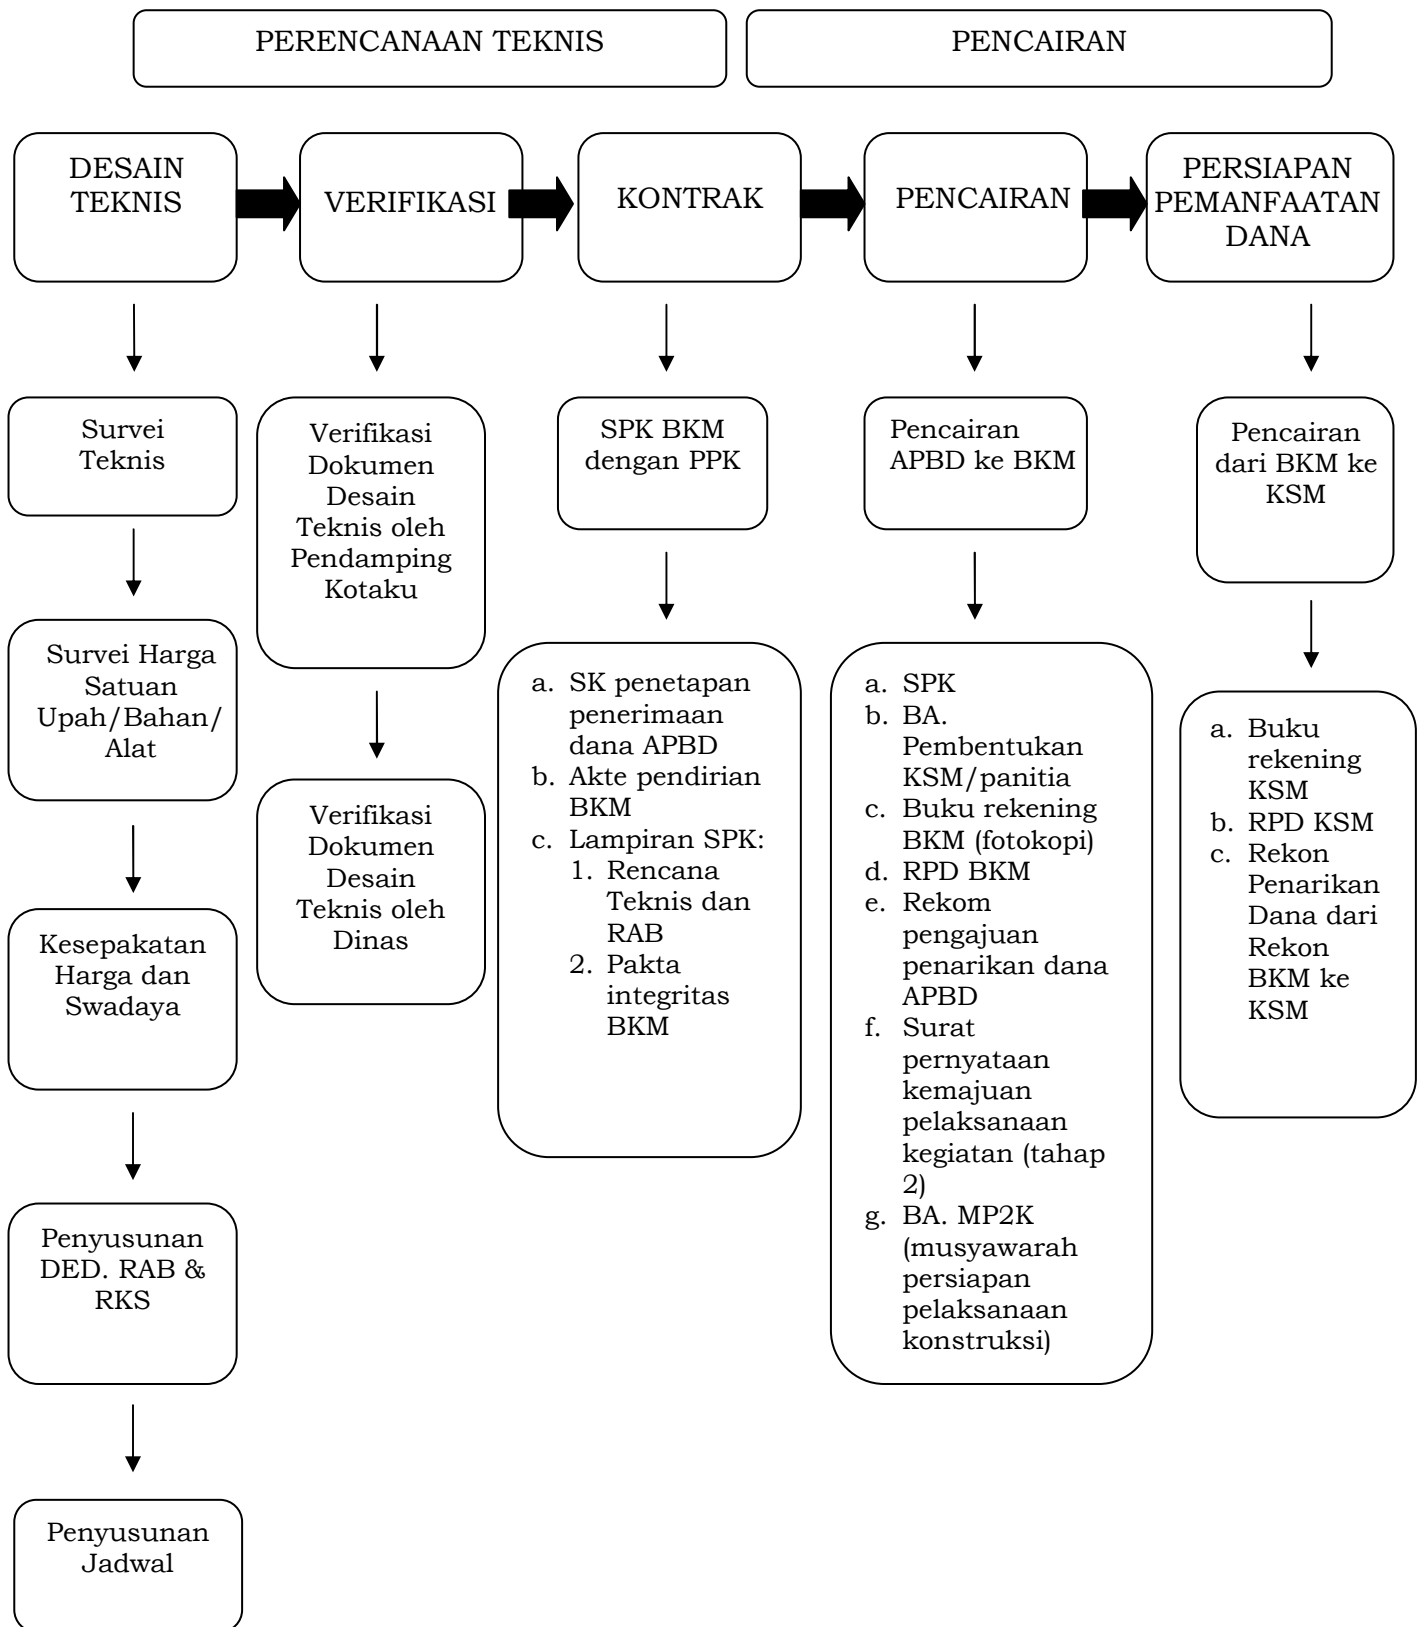 PERENCANAAN TEKNIS
PENCAIRAN
DESAIN
TEKNIS
VERIFIKASI
KONTRAK
PENCAIRAN
PERSIAPAN
PEMANFAATAN
DANA
Survei
Teknis
Survei Harga
Satuan
Upah/Bahan/
Alat
Kesepakatan
Harga dan
Swadaya
Penyusunan
DED. RAB &
RKS
Penyusunan
Jadwal
Verifikasi
Dokumen
Desain
Teknis oleh
Pendamping
Kotaku
Verifikasi
Dokumen
Desain
Teknis oleh
Dinas
SPK BKM
dengan PPK
a. SK penetapan
penerimaan
dana APBD
b. Akte pendirian
BKM
c. Lampiran SPK:
1. Rencana
Teknis dan
RAB
2. Pakta
integritas
BKM
Pencairan
APBD ke BKM
a. SPK
b. BA.
Pembentukan
KSM/panitia
c. Buku rekening
BKM (fotokopi)
d. RPD BKM
e. Rekom
pengajuan
penarikan dana
APBD
f. Surat
pernyataan
kemajuan
pelaksanaan
kegiatan (tahap
2)
g. BA. MP2K
(musyawarah
persiapan
pelaksanaan
konstruksi)
Pencairan
dari BKM ke
KSM
a. Buku
rekening
KSM
b. RPD KSM
c. Rekon
Penarikan
Dana dari
Rekon
BKM ke
KSM